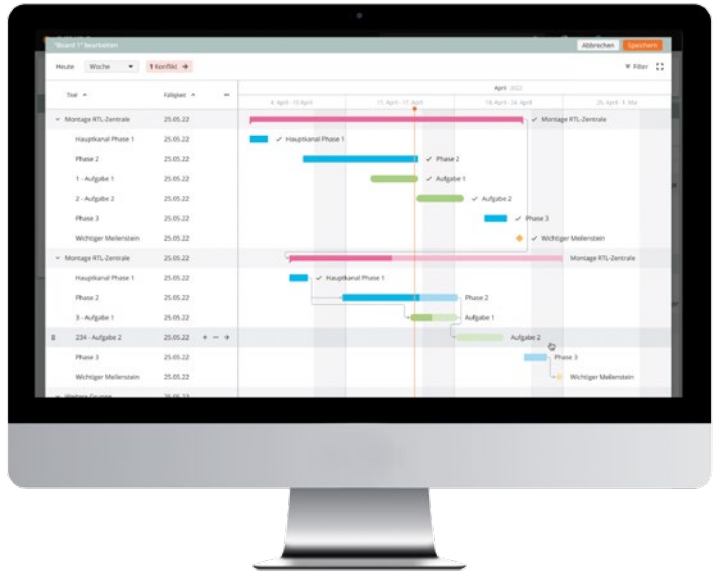 "Board 1" bearbeiten Abbrechen Speichern
Heute Woche 1 Konflikt → Filter
Titel Fälligkeit April 2022
4. April - 10. April 11. April - 17. April 18. April - 24. April 25. April - 1. Mai
Montage RTL-Zentrale 25.05.22 Montage RTL-Zentrale
Hauptkanal Phase 1 25.05.22 Hauptkanal Phase 1
Phase 2 25.05.22 Phase 2
1 - Aufgabe 1 25.05.22 Aufgabe 1
2 - Aufgabe 2 25.05.22 Aufgabe 2
Phase 3 25.05.22 Phase 3
Wichtiger Meilenstein 25.05.22 Wichtiger Meilenstein
Montage RTL-Zentrale 25.05.22 Montage RTL-Zentrale
Hauptkanal Phase 1 25.05.22 Hauptkanal Phase 1
Phase 2 25.05.22 Phase 2
3 - Aufgabe 1 25.05.22 Aufgabe 1
234 - Aufgabe 2 25.05.22 Aufgabe 2
Phase 3 25.05.22 Phase 3
Wichtiger Meilenstein 25.05.22 Wichtiger Meilenstein
Weitere Gruppe